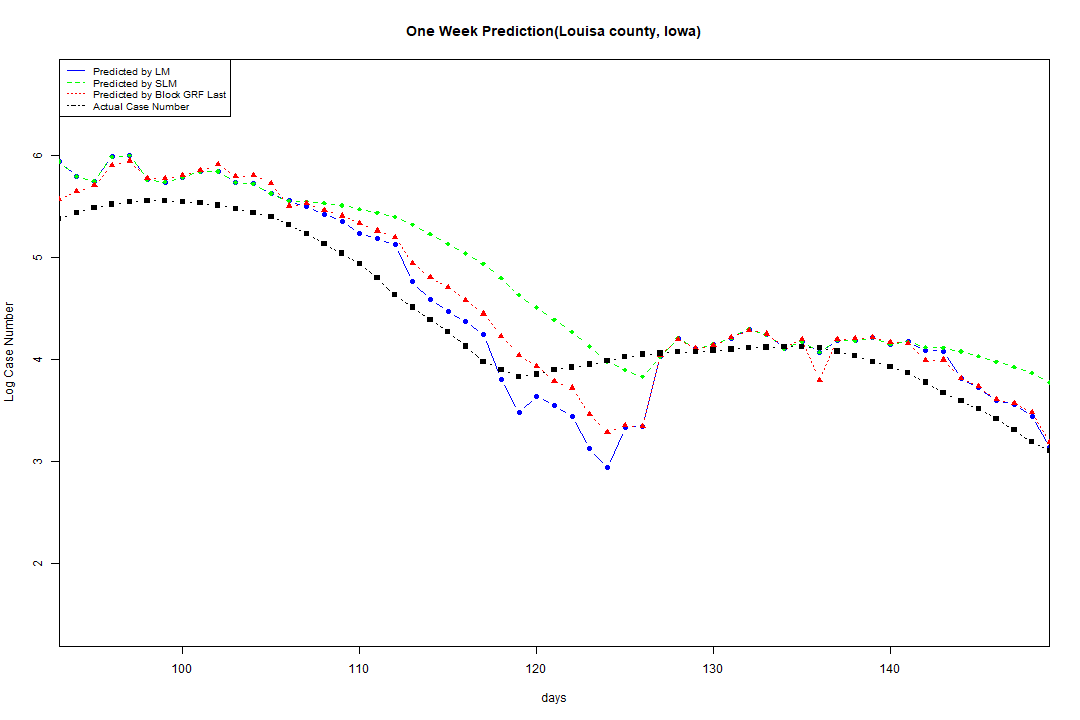 One Week Prediction(Louisa county, Iowa)
Predicted by LM
Predicted by SLM
Predicted by Block GRF Last
Actual Case Number
6
5
4
3
2
Log Case Number
100 110 120 130 140
days